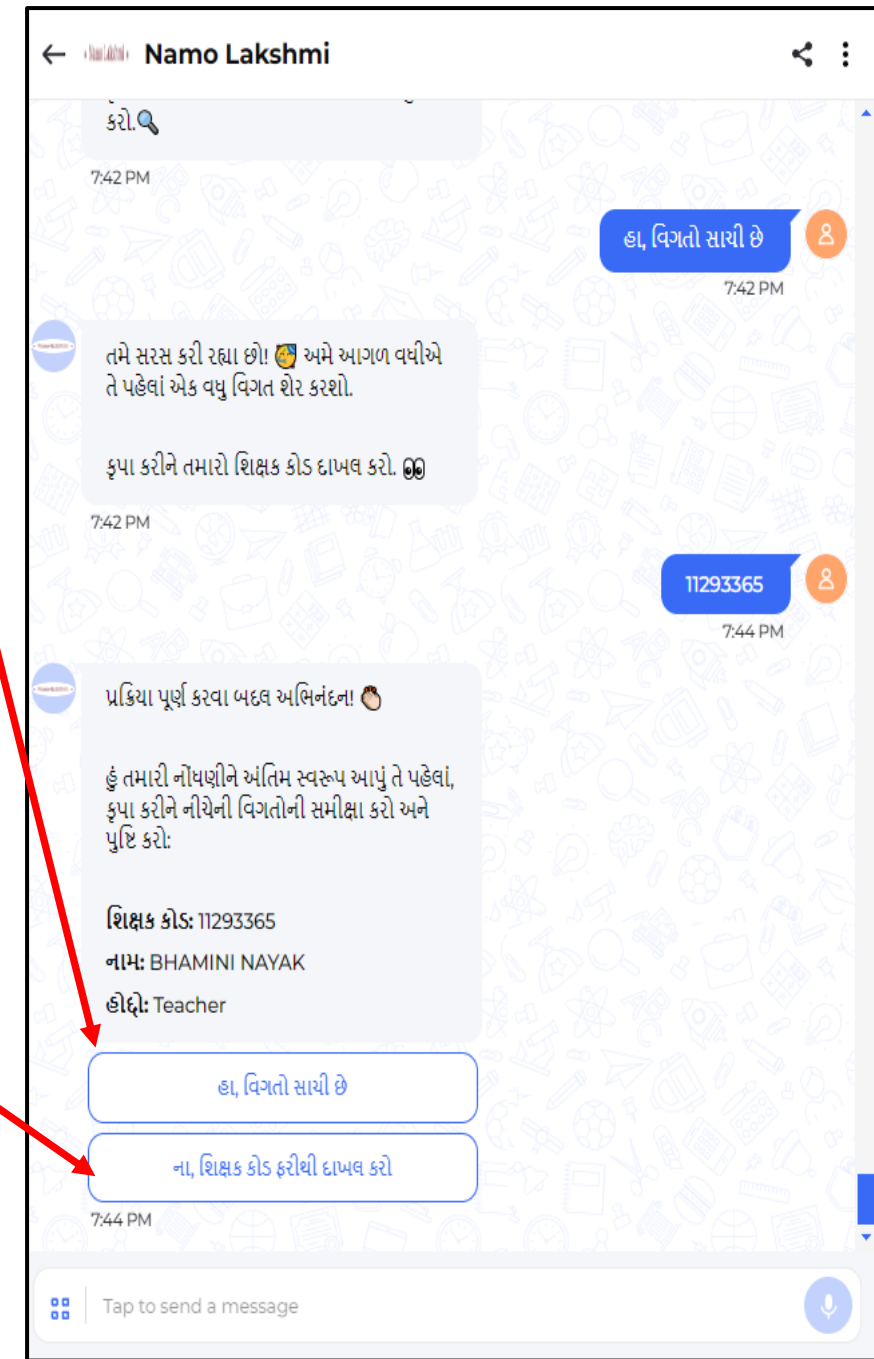 Namo Lakshmi
કરો.🔍
7:42 PM
હા, વિગતો સાચી છે
7:42 PM
તમે સરસ કરી રહ્યા છો! 🥳 અમે આગળ વધીએ
તે પહેલાં એક વધુ વિગત શેર કરશો.
કૃપા કરીને તમારો શિક્ષક કોડ દાખલ કરો. 👀
7:42 PM
11293365
7:44 PM
પ્રક્રિયા પૂર્ણ કરવા બદલ અભિનંદન! 👏
હું તમારી નોંધણીને અંતિમ સ્વરૂપ આપું તે પહેલાં,
કૃપા કરીને નીચેની વિગતોની સમીક્ષા કરો અને
પુષ્ટિ કરો:
શિક્ષક કોડ: 11293365
નામ: BHAMINI NAYAK
હોદ્દો: Teacher
હા, વિગતો સાચી છે
ના, શિક્ષક કોડ ફરીથી દાખલ કરો
7:44 PM
Tap to send a message